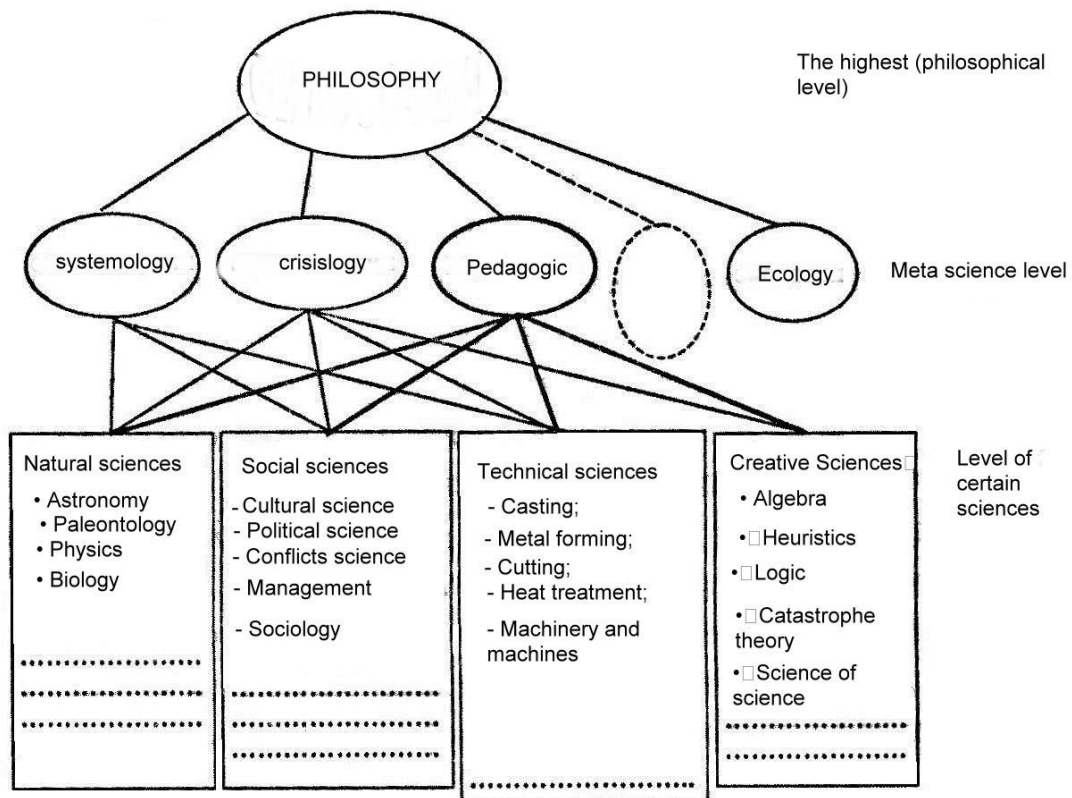 PHILOSOPHY
The highest (philosophical
level)
systemology
crisislogy
Pedagogic
Ecology
Meta science level
Natural sciences
• Astronomy
• Paleontology
• Physics
• Biology
Social sciences
- Cultural science
- Political science
- Conflicts science
- Management
- Sociology
Technical sciences
- Casting;
- Metal forming;
- Cutting;
- Heat treatment;
- Machinery and
machines
Creative Sciences□
• Algebra
•□Heuristics
•□Logic
•□Catastrophe
theory
•□Science of
science
Level of
certain
sciences